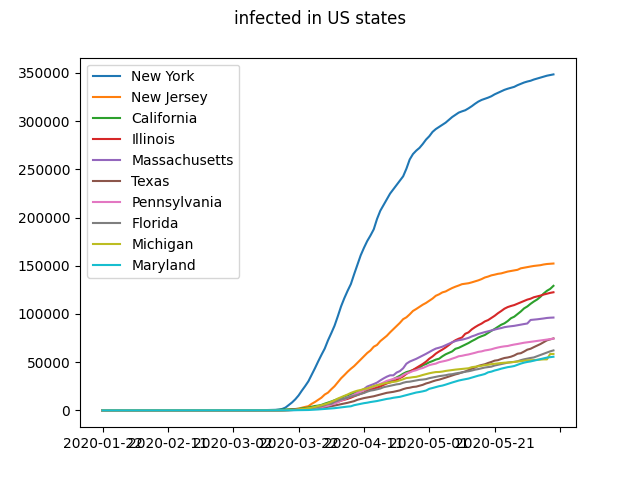 infected in US states
350000
300000
250000
200000
150000
100000
50000
0
New York
New Jersey
California
Illinois
Massachusetts
Texas
Pennsylvania
Florida
Michigan
Maryland
2020-01-22 2020-02-11 2020-03-02 2020-03-22 2020-04-11 2020-05-01 2020-05-21